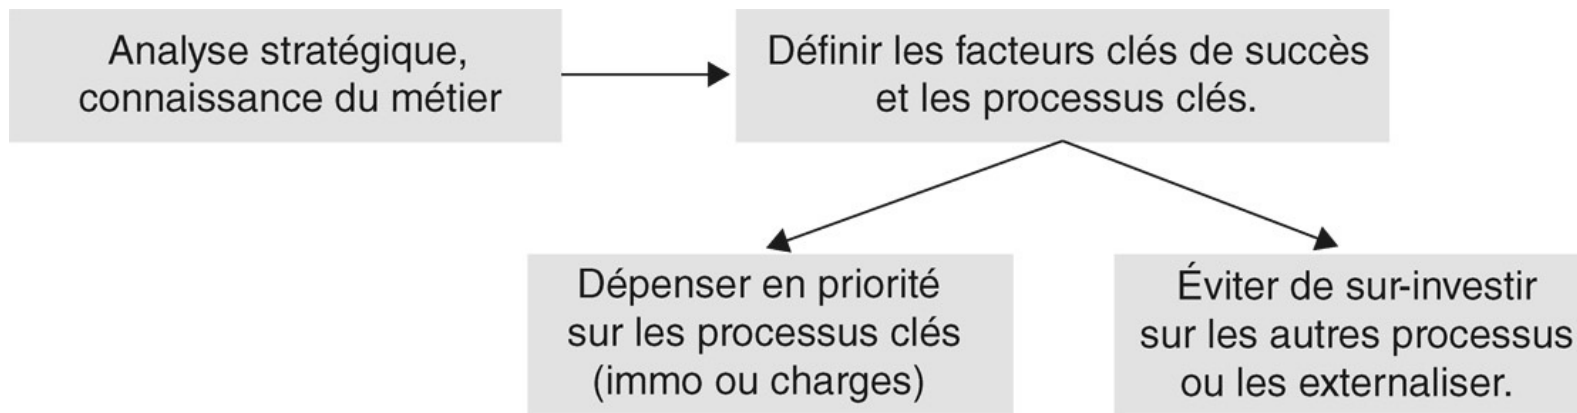 Analyse stratégique,
connaissance du métier
Définir les facteurs clés de succès
et les processus clés.
Dépenser en priorité
sur les processus clés
(immo ou charges)
Éviter de sur-investir
sur les autres processus
ou les externaliser.